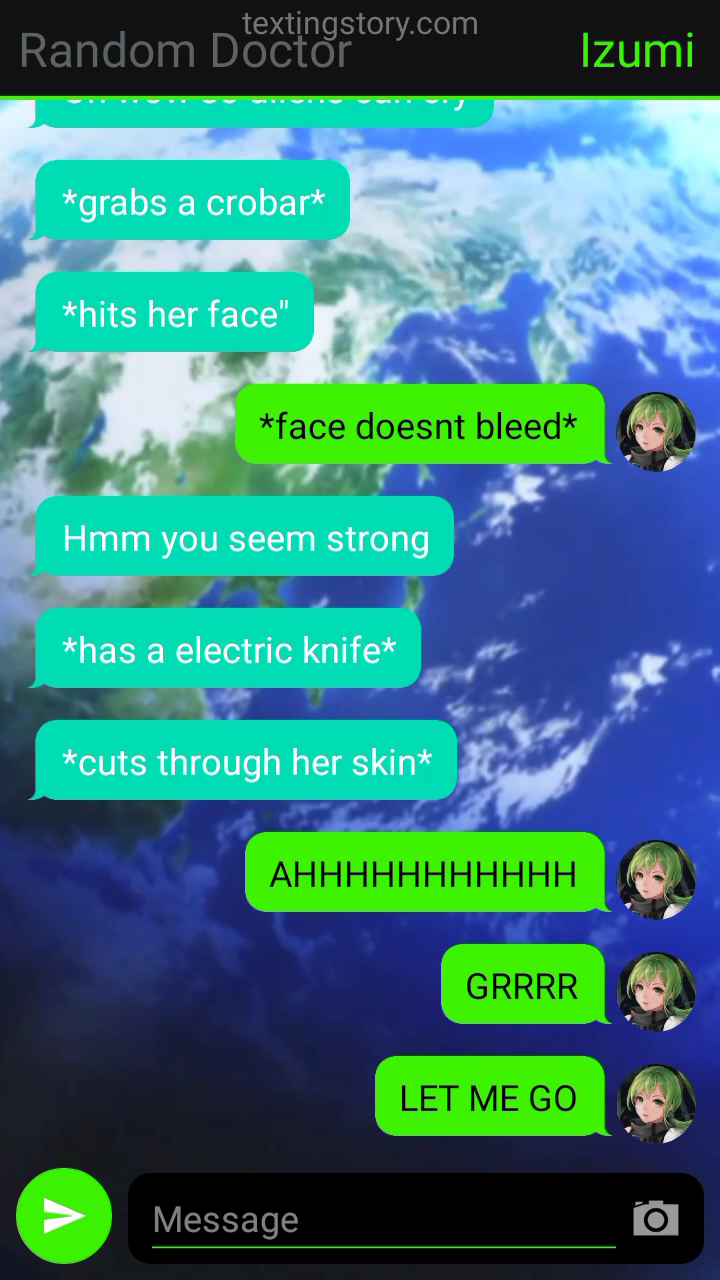 textingstory.com
Random Doctor
Izumi
*grabs a crobar*
*hits her face"
*face doesnt bleed*
Hmm you seem strong
*has a electric knife*
*cuts through her skin*
AHHHHHHHHHHHH
GRRRR
LET ME GO
Message